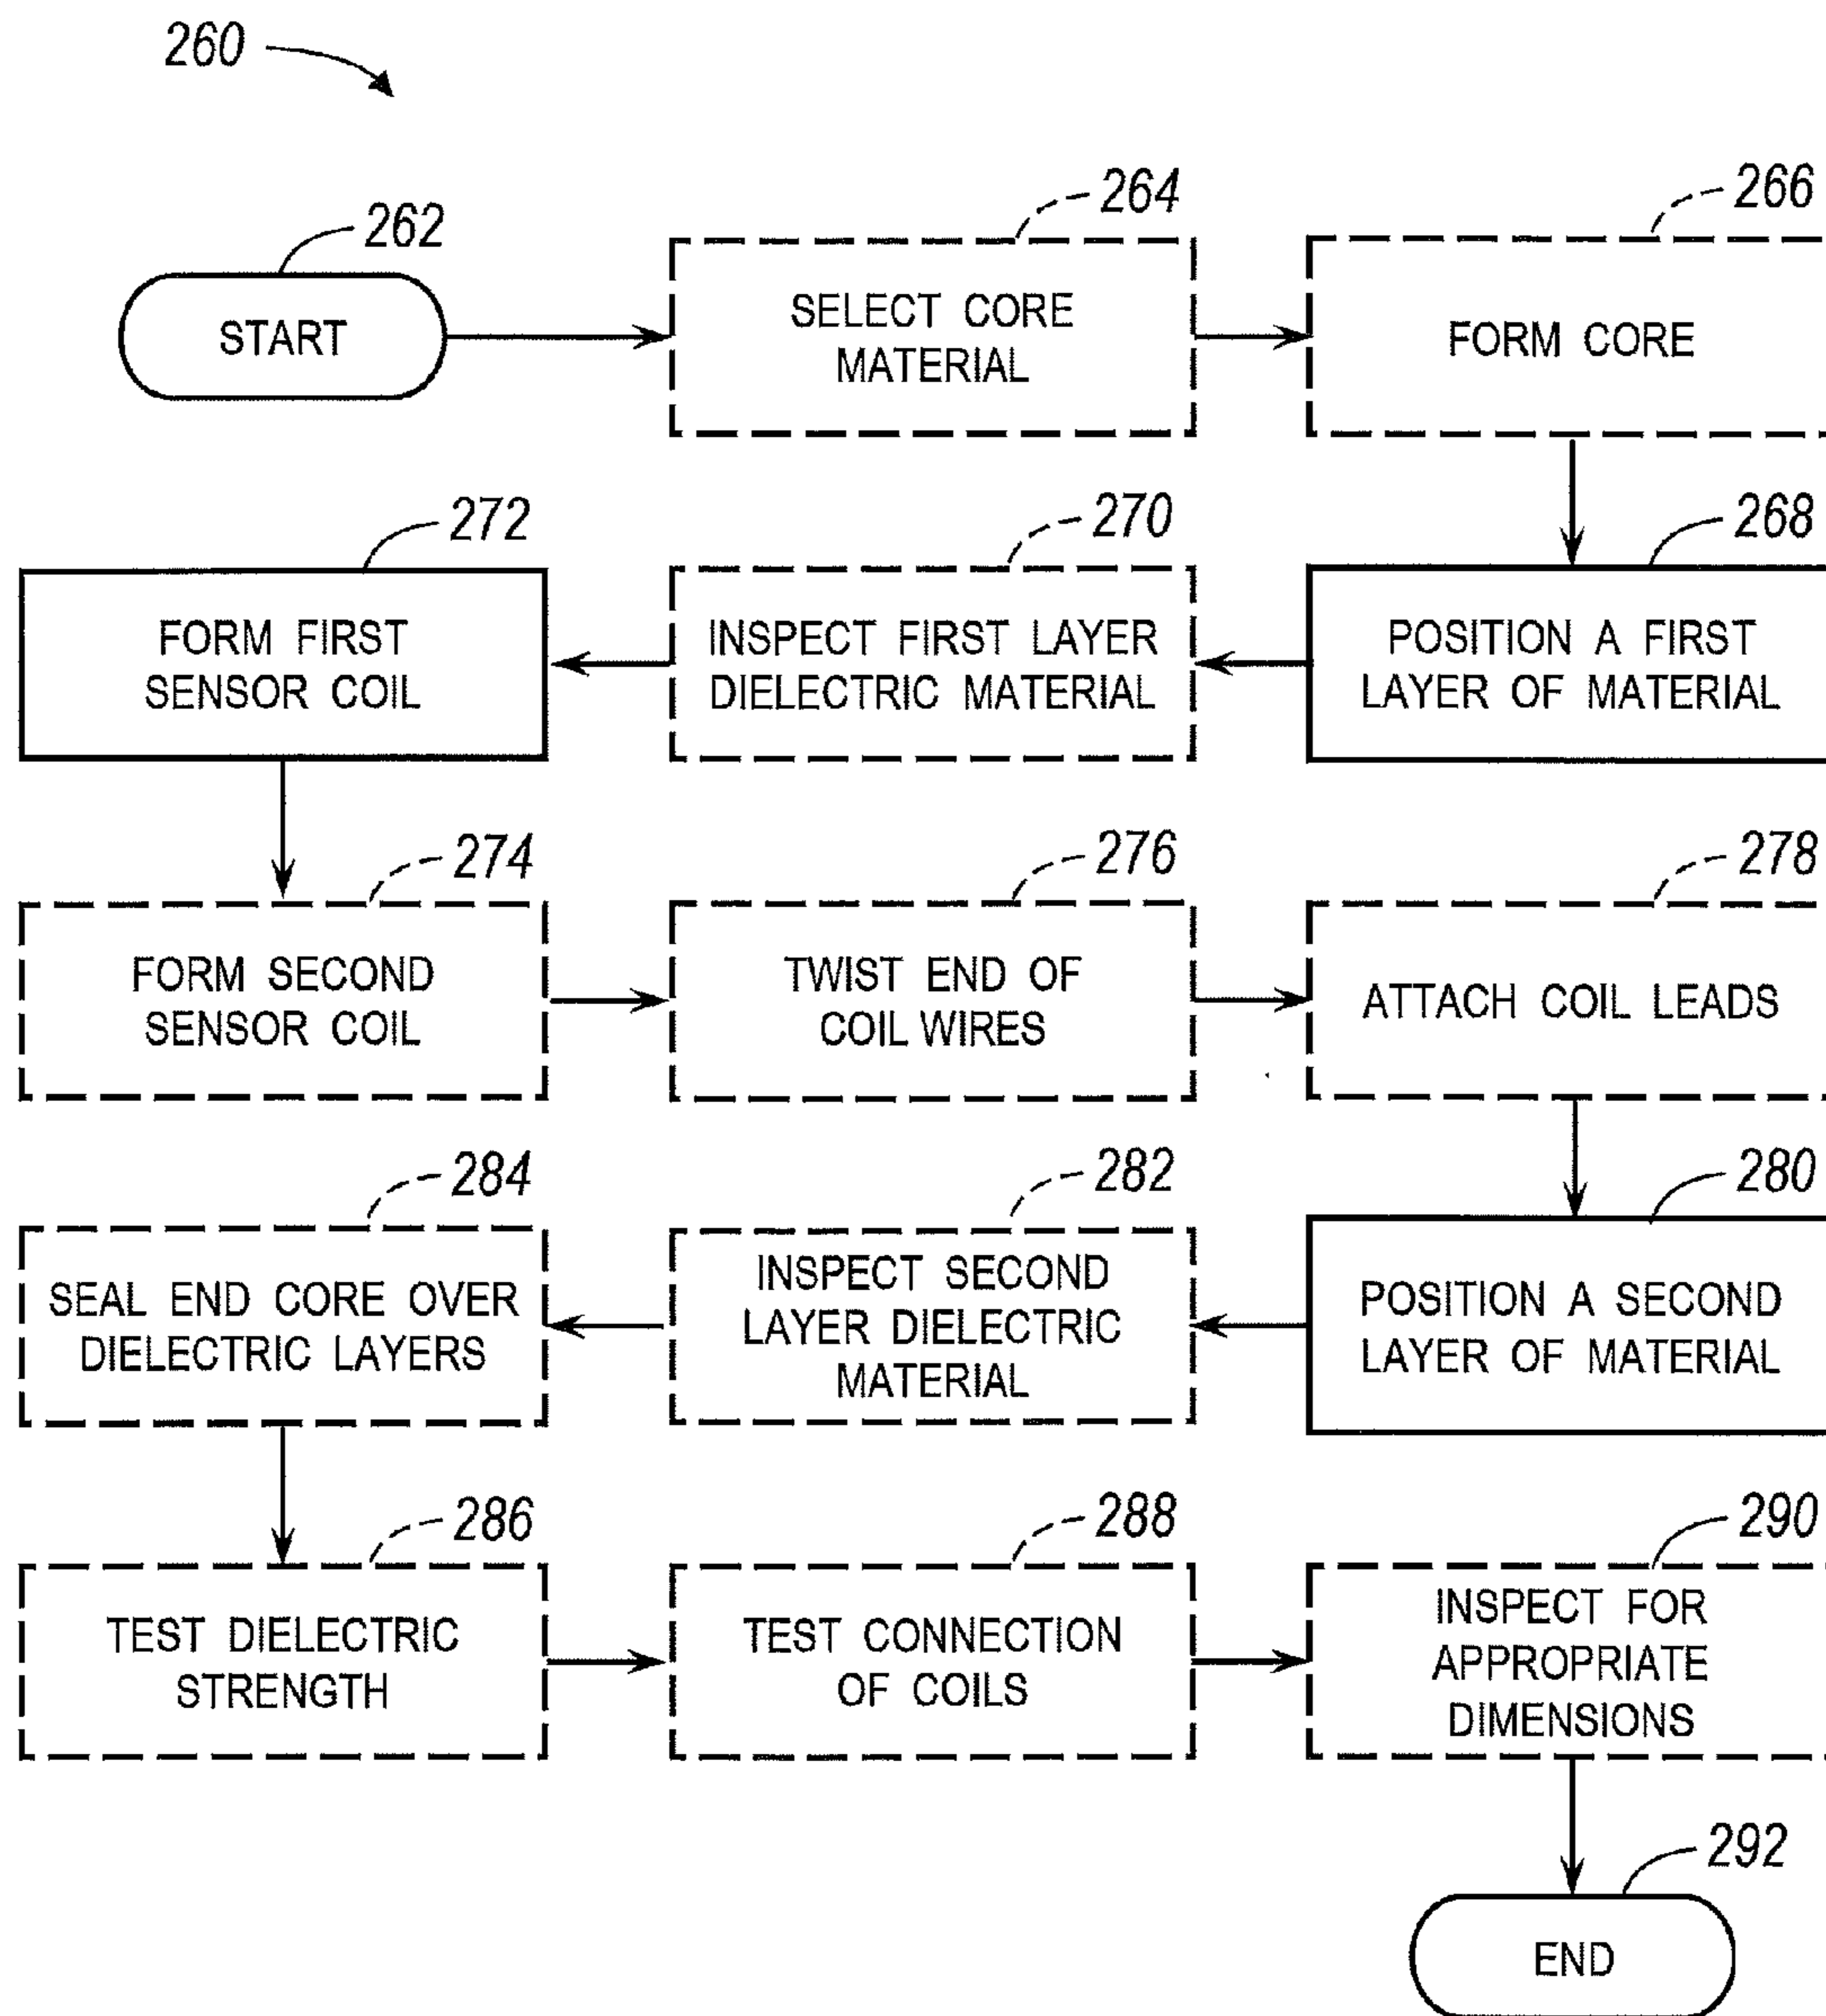 260
262
START
264
SELECT CORE
MATERIAL
266
FORM CORE
268
POSITION A FIRST
LAYER OF MATERIAL
270
INSPECT FIRST LAYER
DIELECTRIC MATERIAL
272
FORM FIRST
SENSOR COIL
274
FORM SECOND
SENSOR COIL
276
TWIST END OF
COIL WIRES
278
ATTACH COIL LEADS
280
POSITION A SECOND
LAYER OF MATERIAL
282
INSPECT SECOND
LAYER DIELECTRIC
MATERIAL
284
SEAL END CORE OVER
DIELECTRIC LAYERS
286
TEST DIELECTRIC
STRENGTH
288
TEST CONNECTION
OF COILS
290
INSPECT FOR
APPROPRIATE
DIMENSIONS
292
END